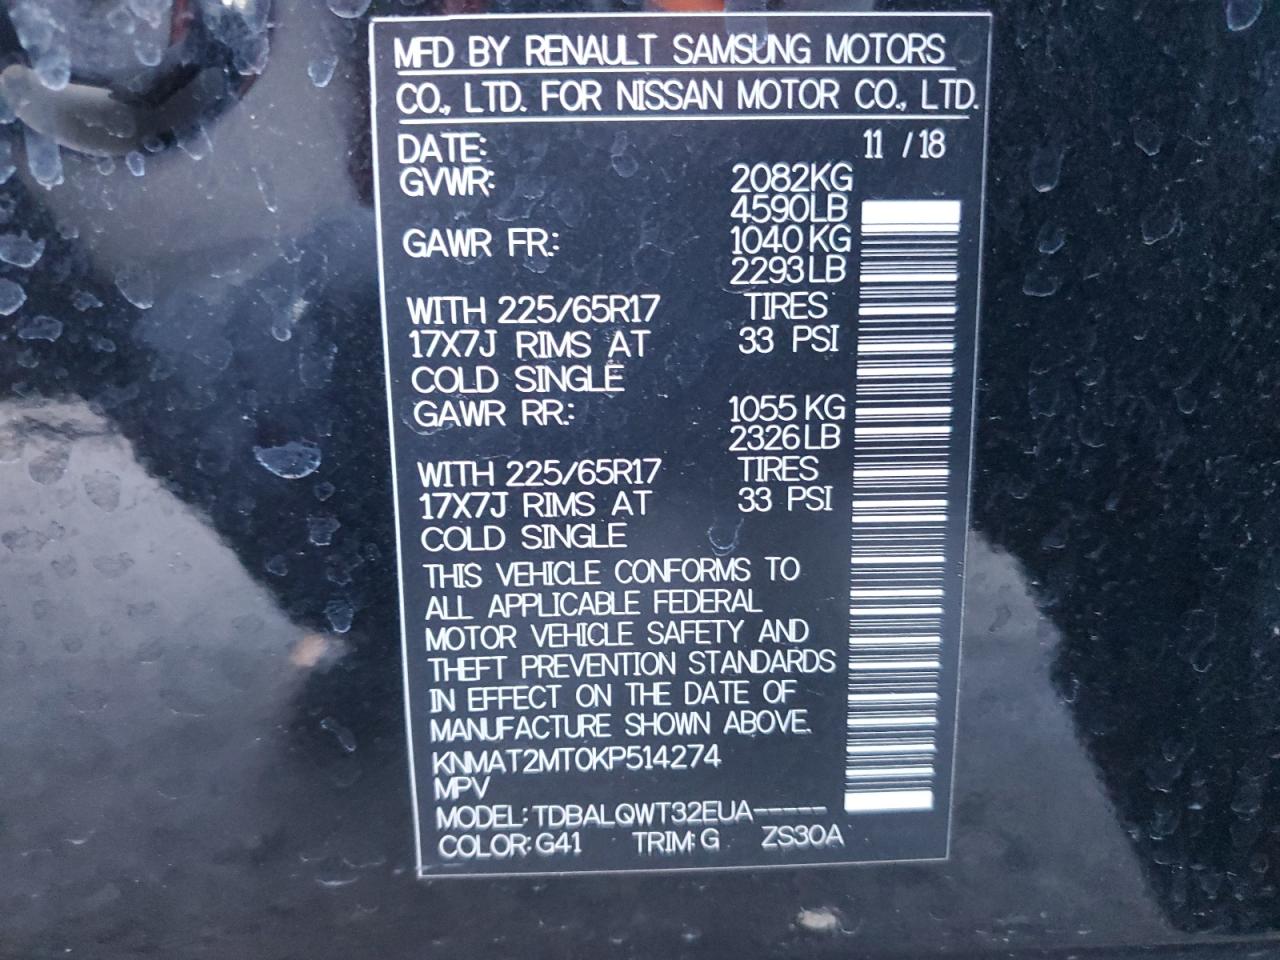 MFD BY RENAULT SAMSUNG MOTORS
CO., LTD. FOR NISSAN MOTOR CO., LTD.
DATE: 11 /18
GVWR: 2082KG
4590LB
GAWR FR.: 1040 KG
2293LB
WITH 225/65R17 TIRES
17X7J RIMS AT 33 PSI
COLD SINGLE
GAWR RR.: 1055 KG
2326LB
WITH 225/65R17 TIRES
17X7J RIMS AT 33 PSI
COLD SINGLE
THIS VEHICLE CONFORMS TO
ALL APPLICABLE FEDERAL
MOTOR VEHICLE SAFETY AND
THEFT PREVENTION STANDARDS
IN EFFECT ON THE DATE OF
MANUFACTURE SHOWN ABOVE.
KNMAT2MT0KP514274
MPV
MODEL: TDBALQWT32EUA-----
COLOR: G41 TRIM: G ZS30A